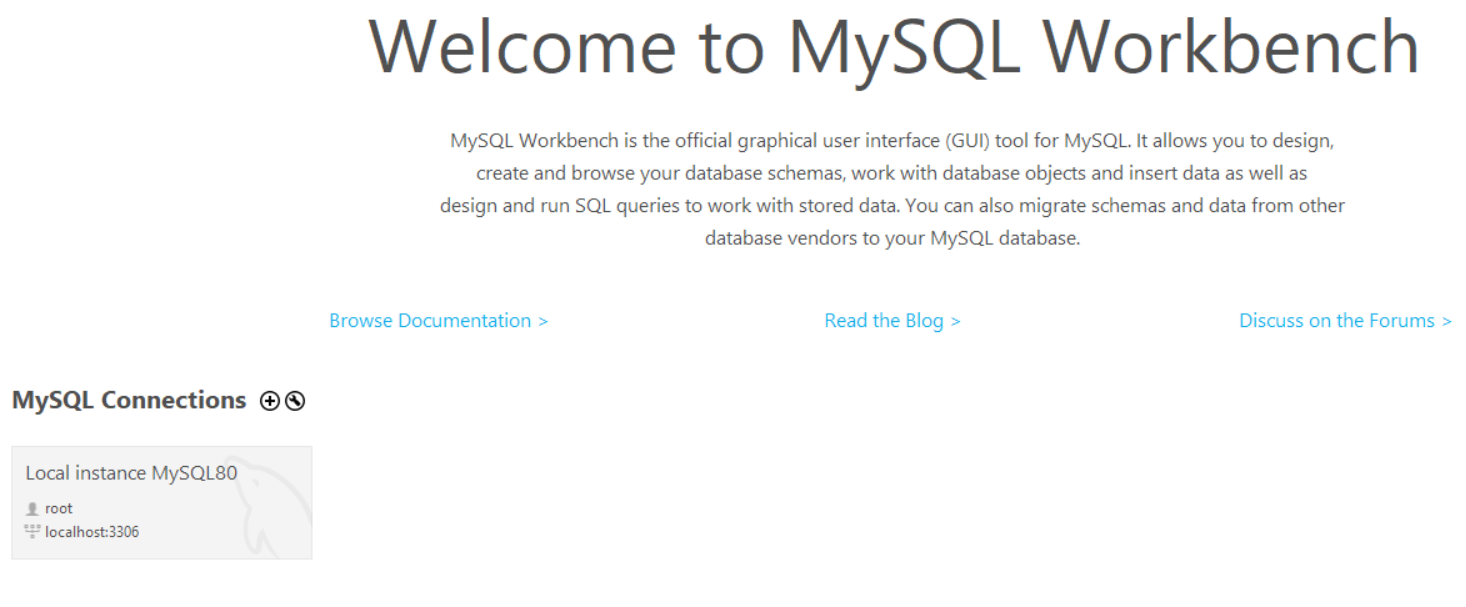 Welcome to MySQL Workbench
MySQL Workbench is the official graphical user interface (GUI) tool for MySQL. It allows you to design,
create and browse your database schemas, work with database objects and insert data as well as
design and run SQL queries to work with stored data. You can also migrate schemas and data from other
database vendors to your MySQL database.
Browse Documentation >
Read the Blog >
Discuss on the Forums >
MySQL Connections
Local instance MySQL80
root
localhost:3306